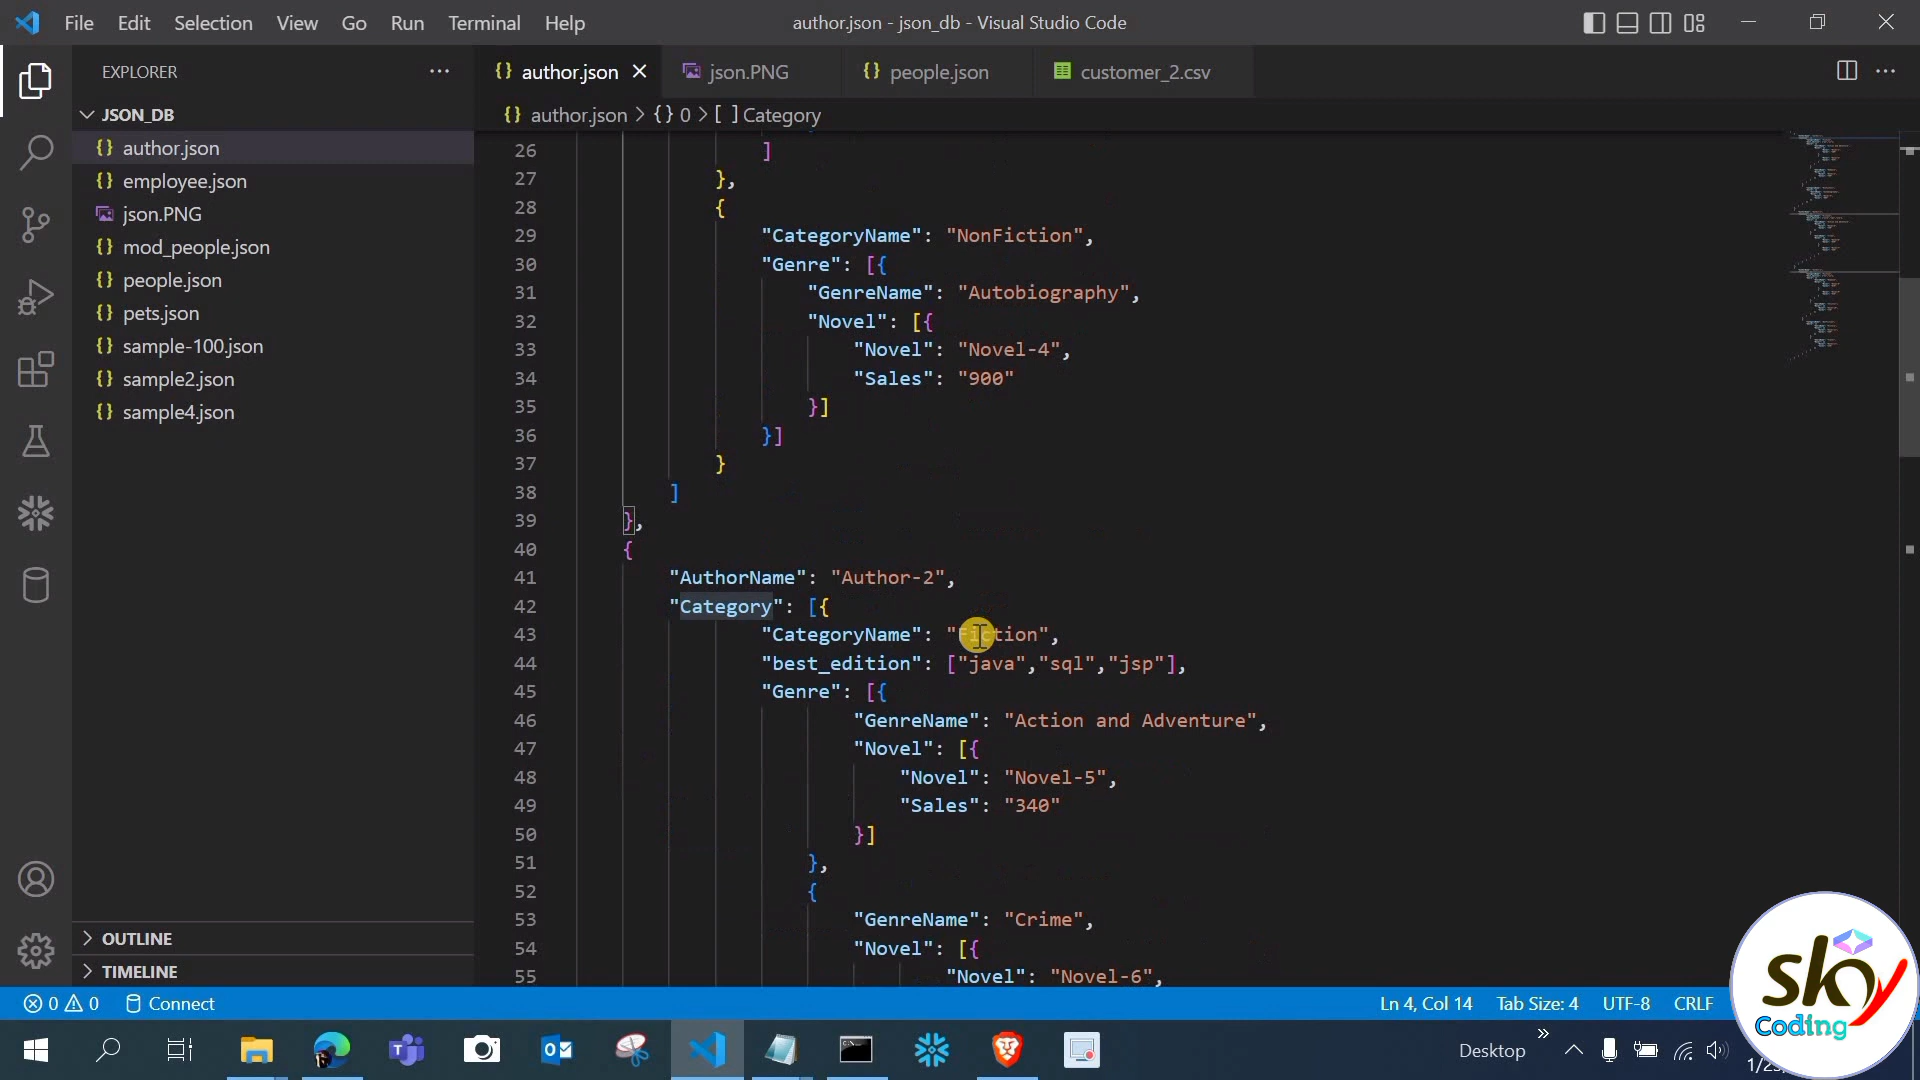 File Edit Selection View Go Run Terminal Help
author.json - json_db - Visual Studio Code
EXPLORER
JSON_DB
author.json
employee.json
json.PNG
mod_people.json
people.json
pets.json
sample-100.json
sample2.json
sample4.json
OUTLINE
TIMELINE
author.json json.PNG people.json customer_2.csv
author.json > {} 0 > [ ] Category
26 ]
27 },
28 {
29 "CategoryName": "NonFiction",
30 "Genre": [{
31 "GenreName": "Autobiography",
32 "Novel": [{
33 "Novel": "Novel-4",
34 "Sales": "900"
35 }]
36 }]
37 }
38 ]
39 },
40 {
41 "AuthorName": "Author-2",
42 "Category": [{
43 "CategoryName": "Fiction",
44 "best_edition": ["java","sql","jsp"],
45 "Genre": [{
46 "GenreName": "Action and Adventure",
47 "Novel": [{
48 "Novel": "Novel-5",
49 "Sales": "340"
50 }]
51 },
52 {
53 "GenreName": "Crime",
54 "Novel": [{
55 "Novel": "Novel-6",
0 0 Connect
Ln 4, Col 14 Tab Size: 4 UTF-8 CRLF
Desktop
sky
Coding